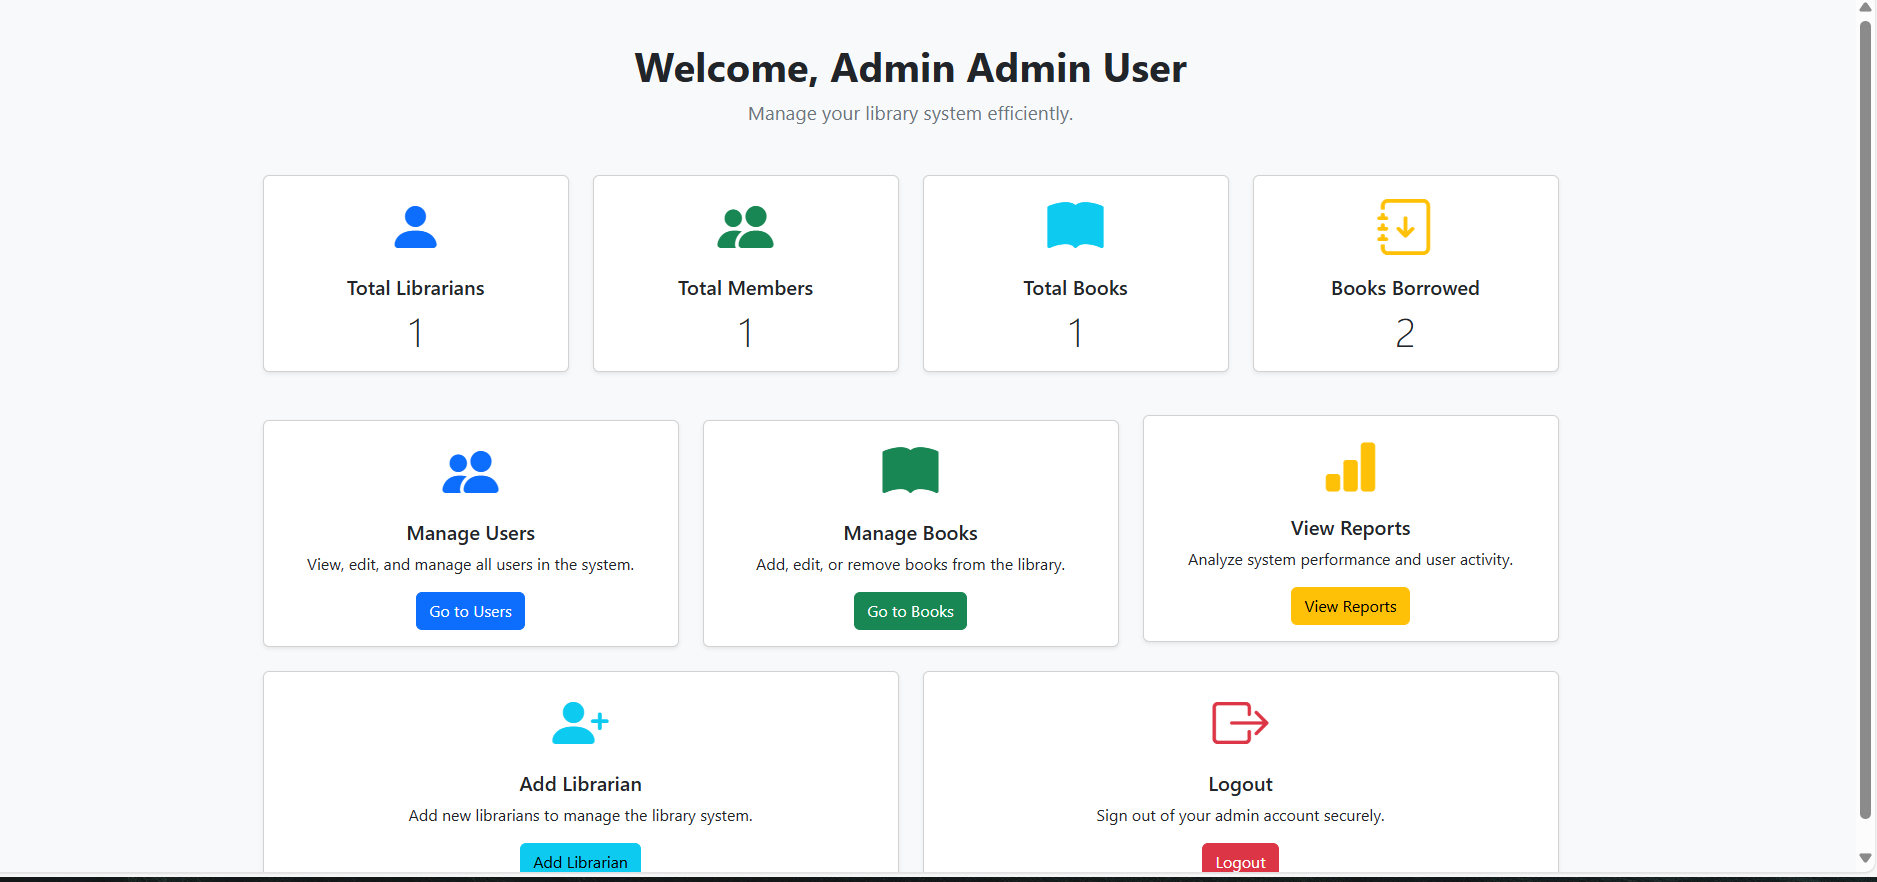 Welcome, Admin Admin User
Manage your library system efficiently.
Total Librarians
1
Total Members
1
Total Books
1
Books Borrowed
2
Manage Users
View, edit, and manage all users in the system.
Go to Users
Manage Books
Add, edit, or remove books from the library.
Go to Books
View Reports
Analyze system performance and user activity.
View Reports
Add Librarian
Add new librarians to manage the library system.
Add Librarian
Logout
Sign out of your admin account securely.
Logout